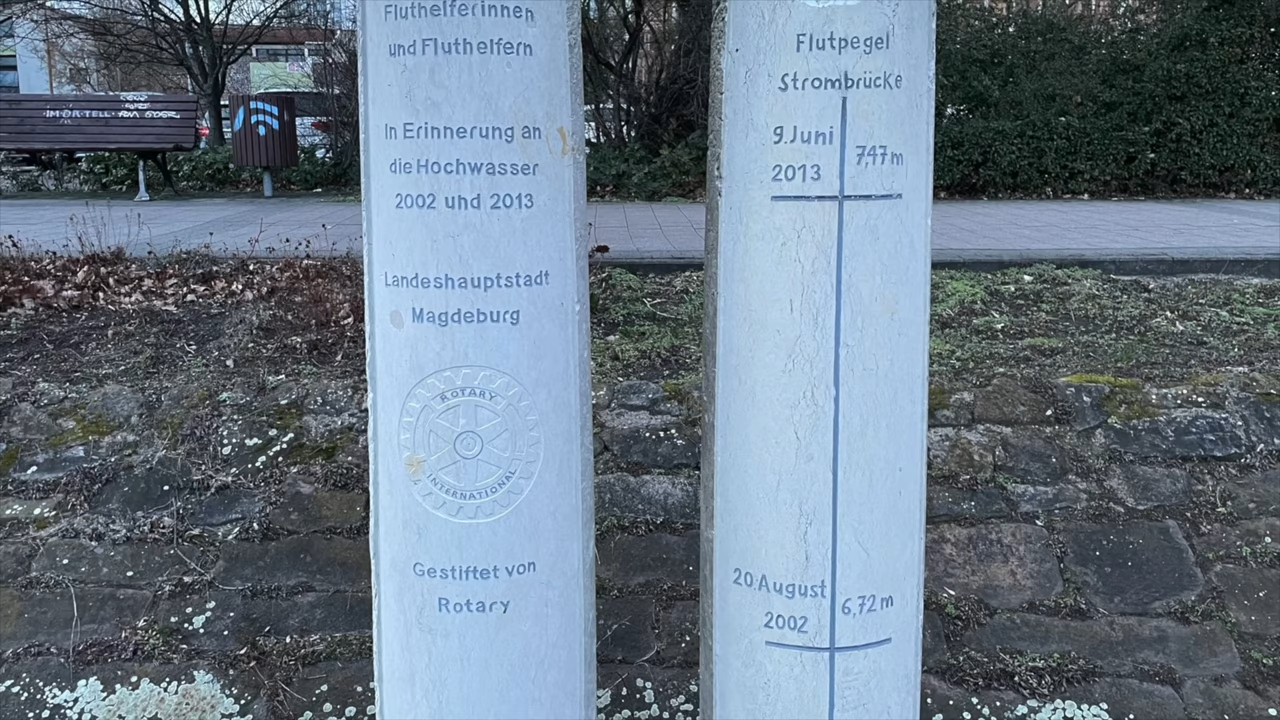 Fluthelferinnen
und Fluthelfern
In Erinnerung an
die Hochwasser
2002 und 2013
Landeshauptstadt
Magdeburg
ROTARY
INTERNATIONAL
Gestiftet von
Rotary
Flutpegel
Strombrücke
9. Juni
2013
7,47 m
20. August
2002
6,72 m